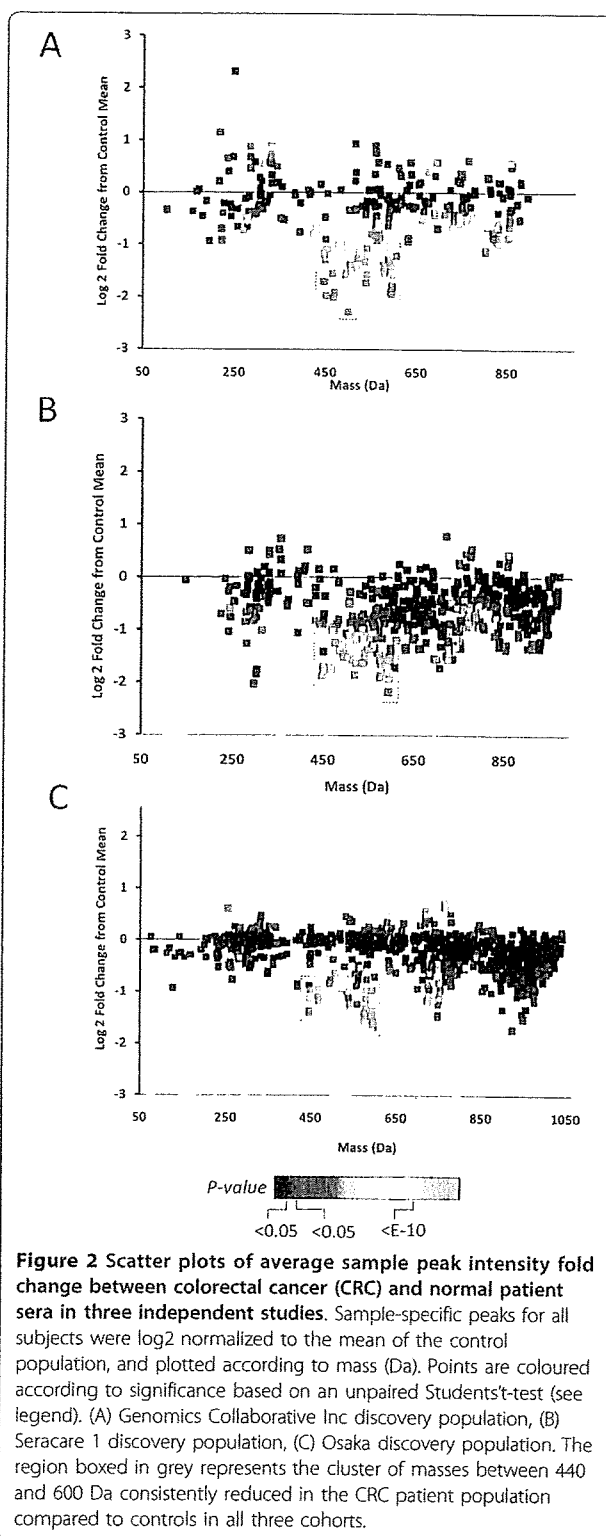 A
3
2
1
0
-1
-2
-3
Log 2 Fold Change from Control Mean
50 250 450 650 850
Mass (Da)
B
3
2
1
0
-1
-2
-3
Log 2 Fold Change from Control Mean
50 250 450 650 850
Mass (Da)
C
2
1
0
-1
-2
-3
Log 2 Fold Change from Control Mean
50 250 450 650 850 1050
Mass (Da)
P-value
<0.05 <0.05 <E-10
Figure 2 Scatter plots of average sample peak intensity fold
change between colorectal cancer (CRC) and normal patient
sera in three independent studies. Sample-specific peaks for all
subjects were log2 normalized to the mean of the control
population, and plotted according to mass (Da). Points are coloured
according to significance based on an unpaired Students't-test (see
legend). (A) Genomics Collaborative Inc discovery population, (B)
Seracare 1 discovery population, (C) Osaka discovery population. The
region boxed in grey represents the cluster of masses between 440
and 600 Da consistently reduced in the CRC patient population
compared to controls in all three cohorts.